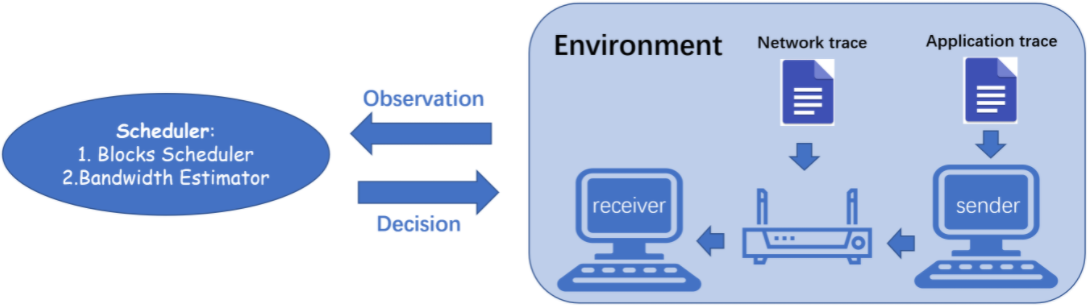 Scheduler:
1. Blocks Scheduler
2.Bandwidth Estimator
Observation
Decision
Environment
Network trace
Application trace
receiver
sender